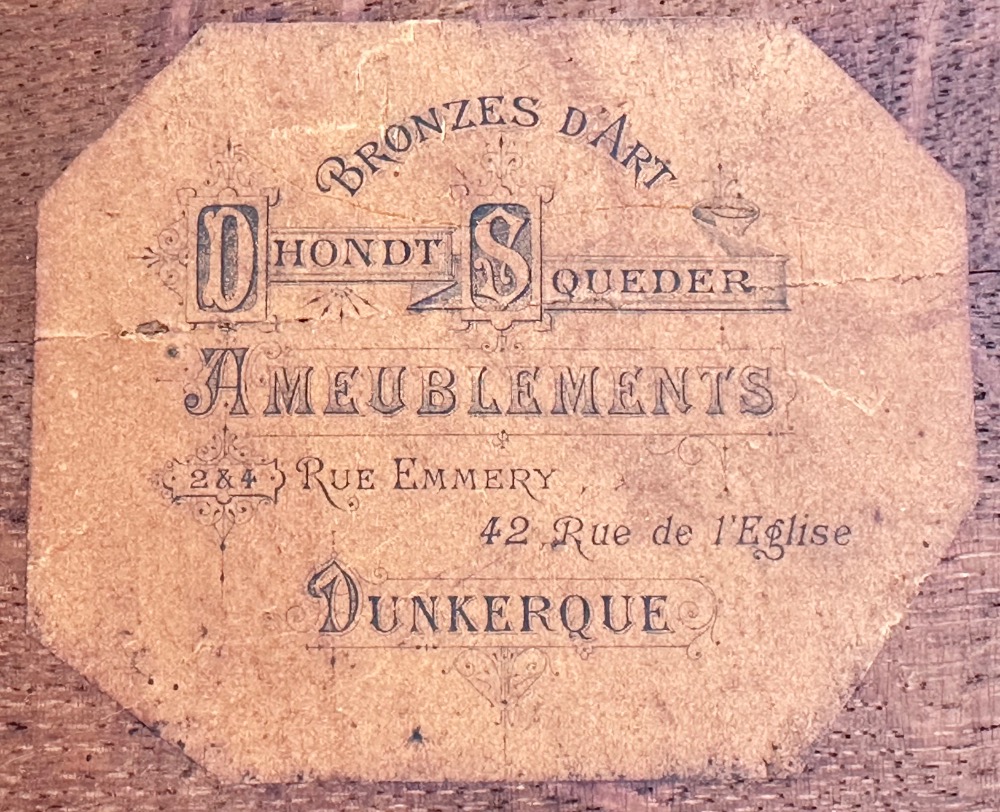 BRONZES D'ART
DHONDT SQUEDER
AMEUBLEMENTS
2&4 RUE EMMERY
42 Rue de l'Eglise
DUNKERQUE